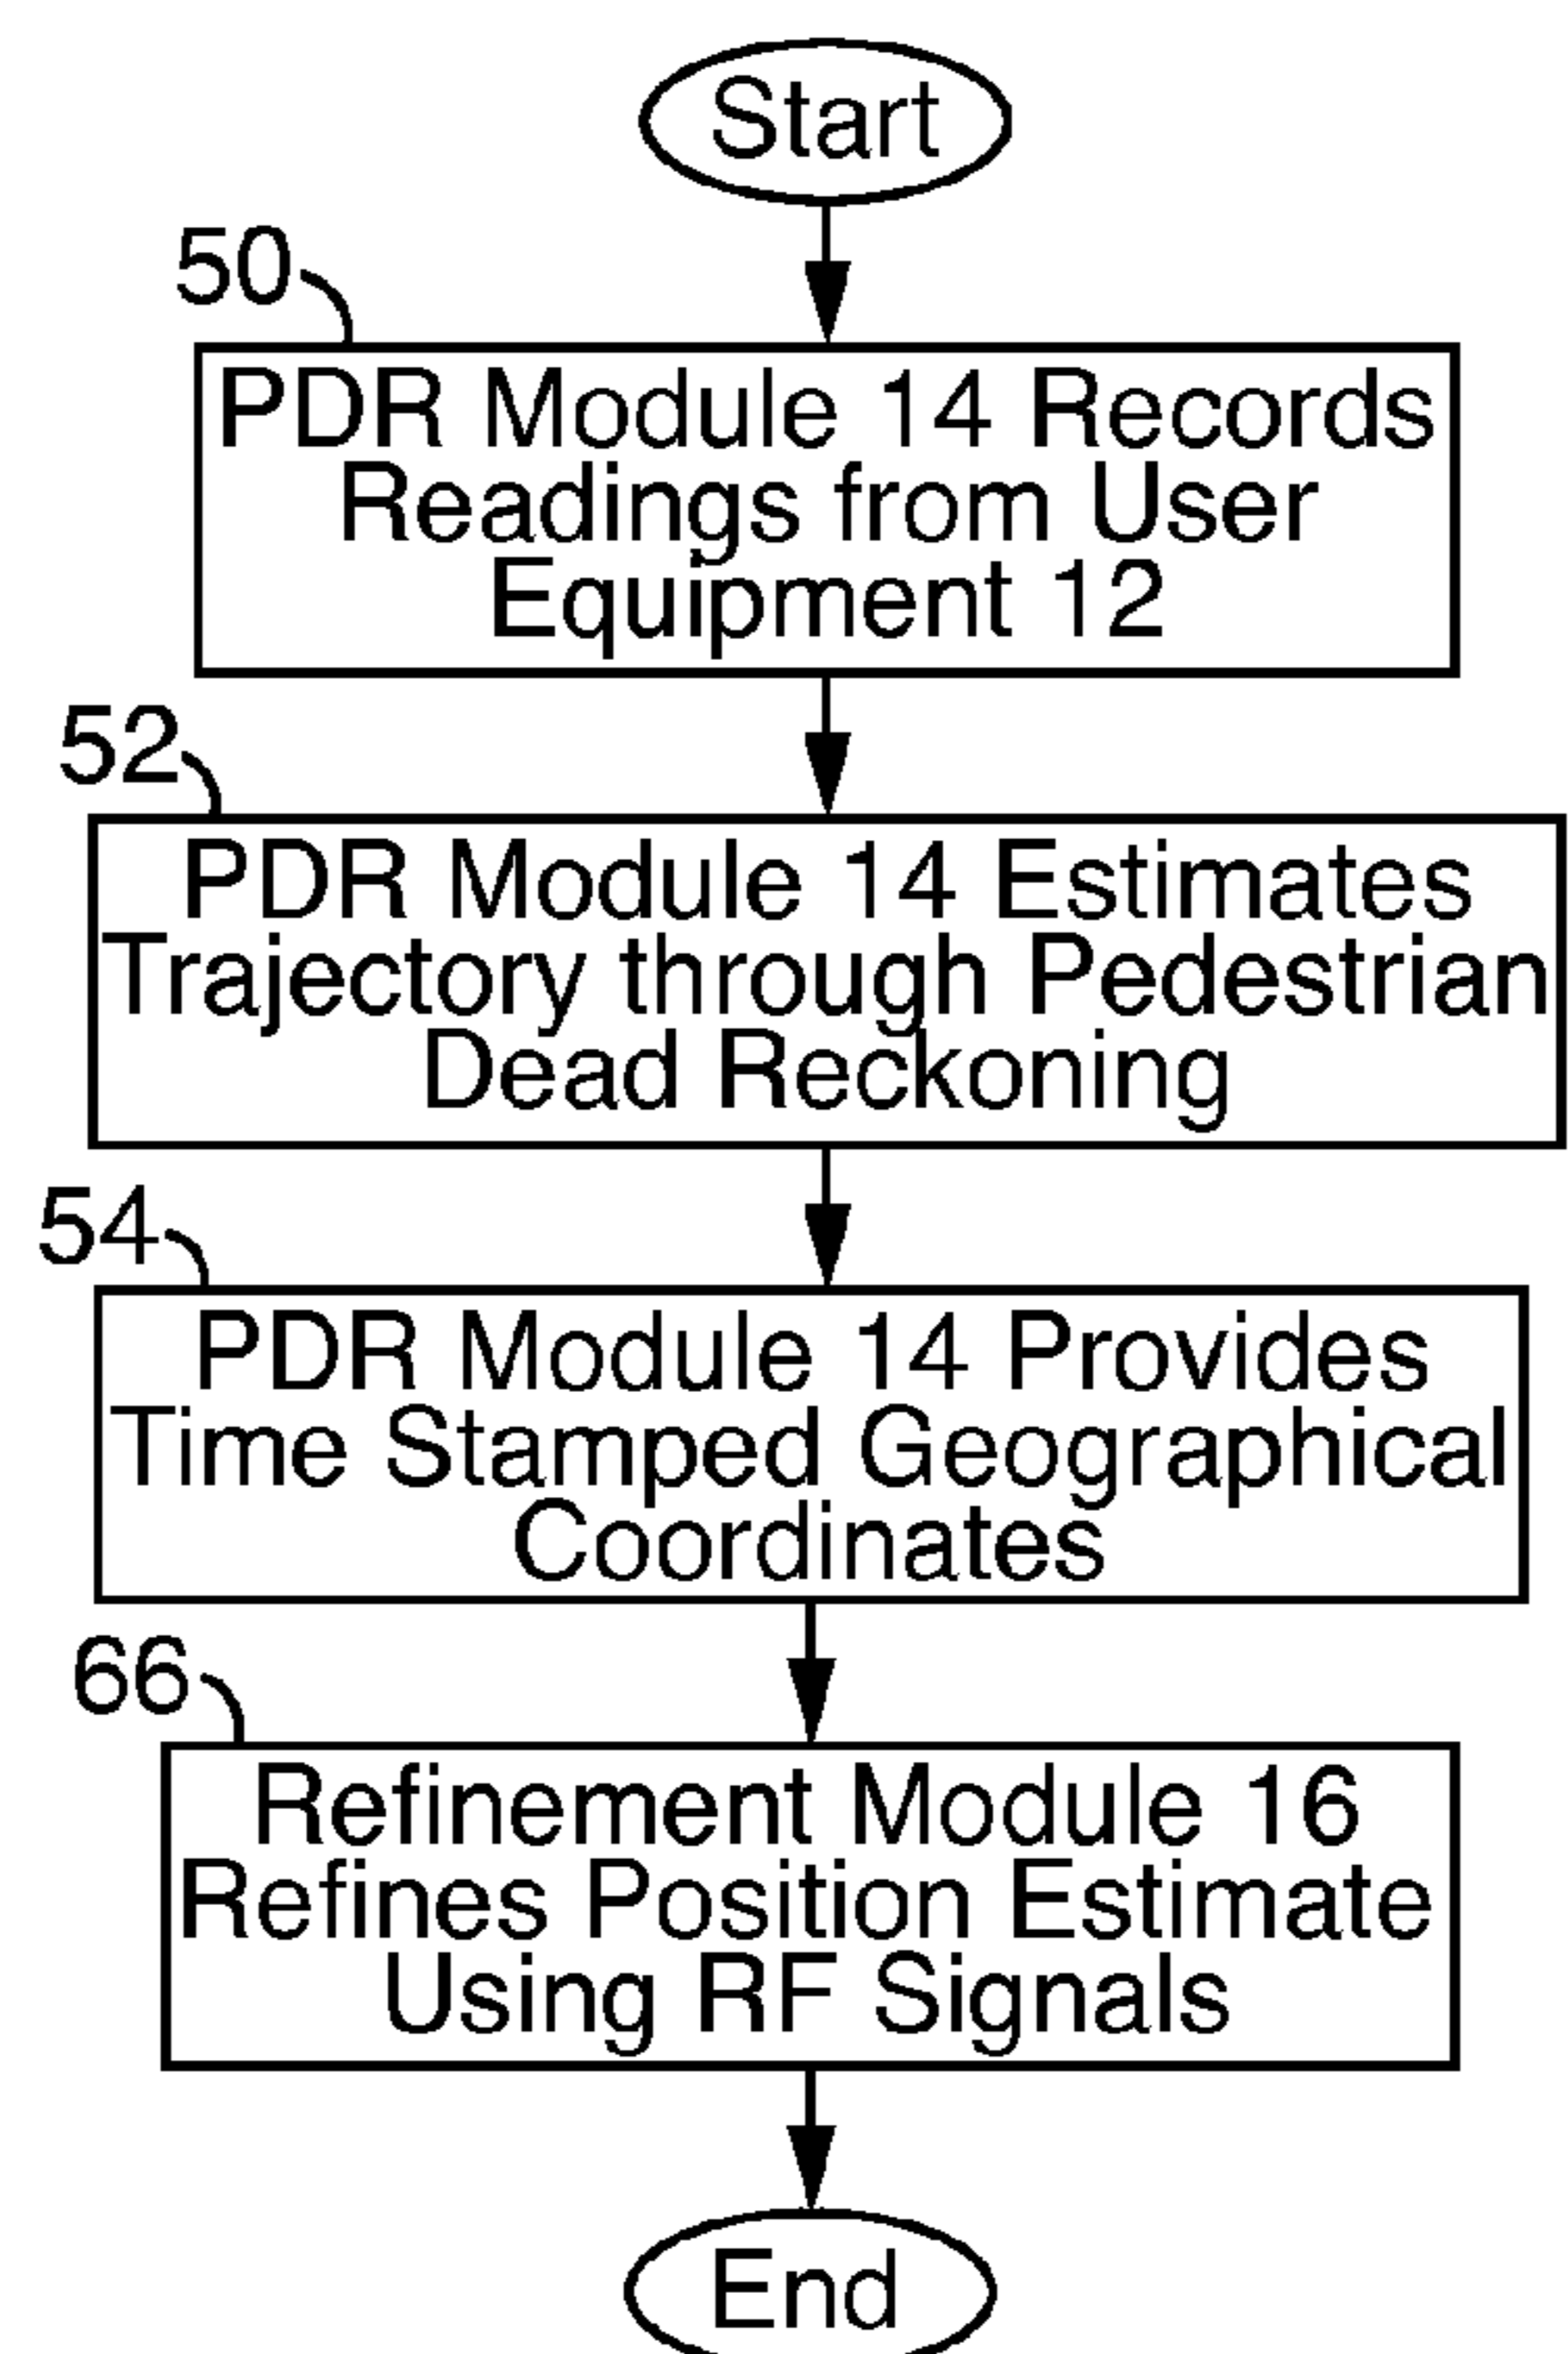 Start
50
PDR Module 14 Records
Readings from User
Equipment 12
52
PDR Module 14 Estimates
Trajectory through Pedestrian
Dead Reckoning
54
PDR Module 14 Provides
Time Stamped Geographical
Coordinates
66
Refinement Module 16
Refines Position Estimate
Using RF Signals
End